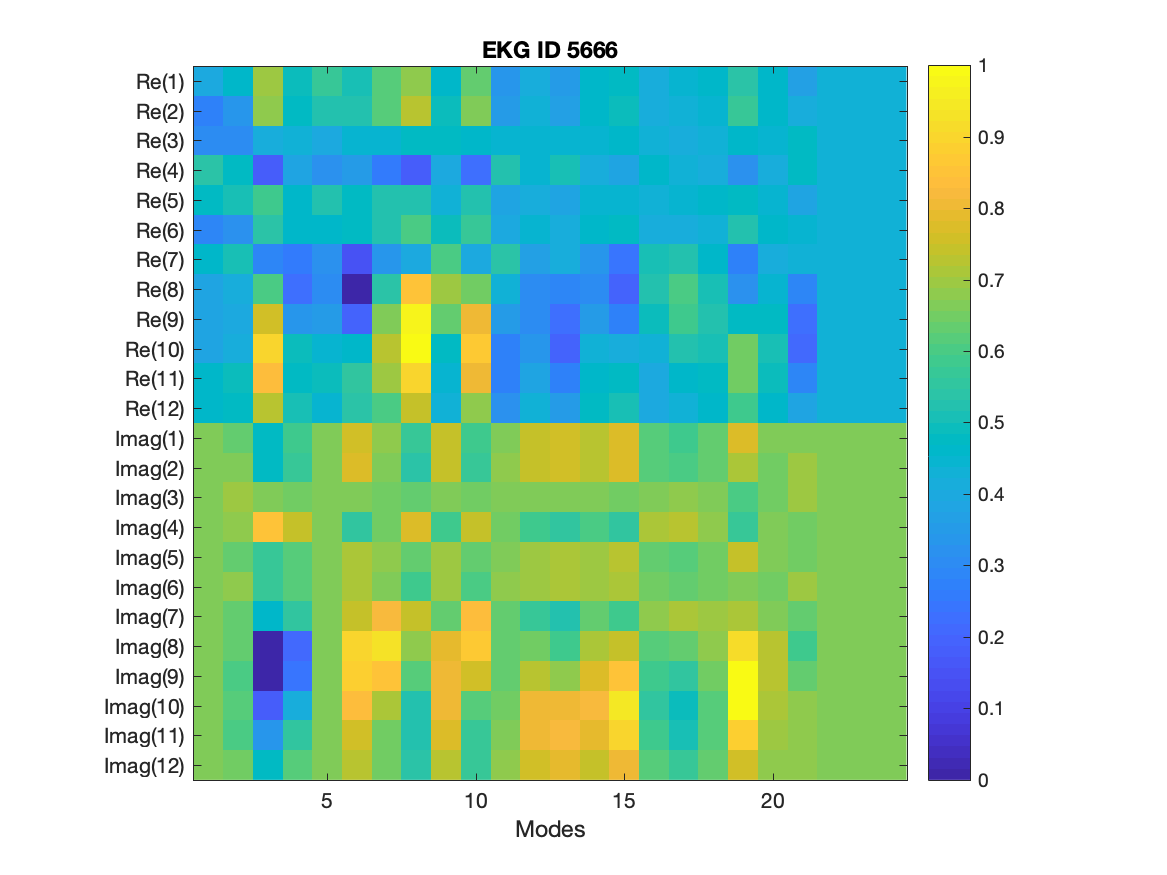 EKG ID 5666
Re(1)
Re(2)
Re(3)
Re(4)
Re(5)
Re(6)
Re(7)
Re(8)
Re(9)
Re(10)
Re(11)
Re(12)
Imag(1)
Imag(2)
Imag(3)
Imag(4)
Imag(5)
Imag(6)
Imag(7)
Imag(8)
Imag(9)
Imag(10)
Imag(11)
Imag(12)
5 10 15 20
Modes
1
0.9
0.8
0.7
0.6
0.5
0.4
0.3
0.2
0.1
0